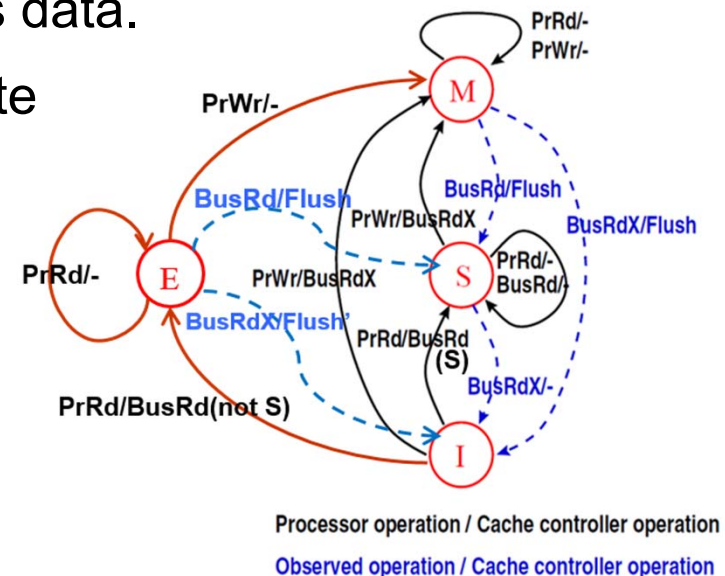 s data.
te
PrRd/-
PrWr/-
M
PrWr/-
BusRd/Flush
BusRd/Flush
PrWr/BusRdX
BusRdX/Flush
PrRd/-
E
PrWr/BusRdX
S
PrRd/-
BusRd/-
BusRdX/Flush'
PrRd/BusRd
(S)
BusRdX/-
PrRd/BusRd(not S)
I
Processor operation / Cache controller operation
Observed operation / Cache controller operation